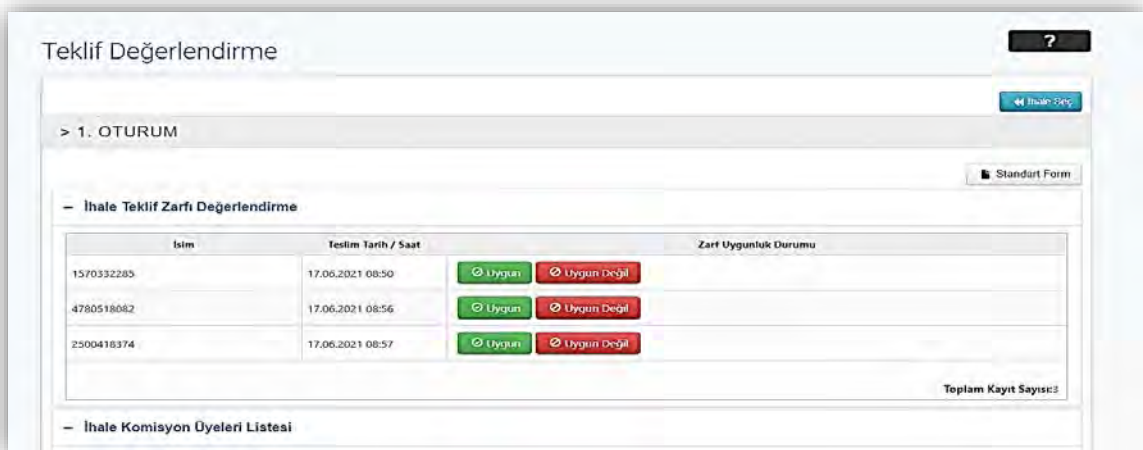 Teklif Değerlendirme
?
İhale Seç
> 1. OTURUM
Standart Form
– İhale Teklif Zarfı Değerlendirme
İsim Teslim Tarih / Saat Zarf Uygunluk Durumu
1570332285 17.06.2021 08:50 Uygun Uygun Değil
4780518082 17.06.2021 08:56 Uygun Uygun Değil
2500418374 17.06.2021 08:57 Uygun Uygun Değil
Toplam Kayıt Sayısı:3
– İhale Komisyon Üyeleri Listesi